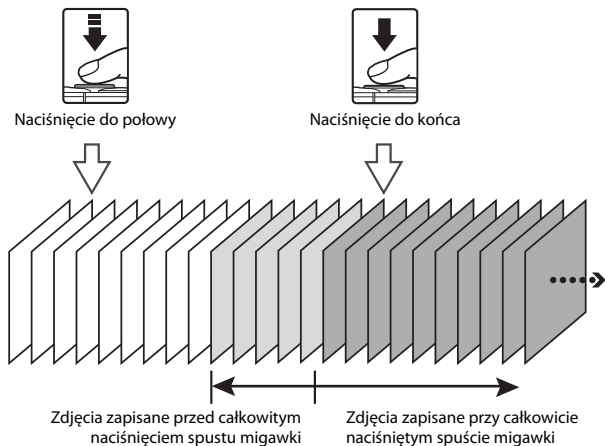 Naciśnięcie do połowy
Naciśnięcie do końca
Zdjęcia zapisane przed całkowitym
naciśnięciem spustu migawki
Zdjęcia zapisane przy całkowicie
naciśniętym spuście migawki